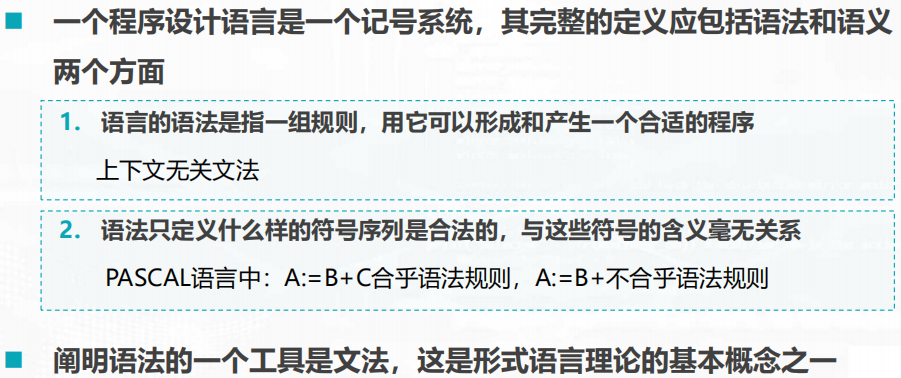 ■ 一个程序设计语言是一个记号系统，其完整的定义应包括语法和语义
两个方面
1. 语言的语法是指一组规则，用它可以形成和产生一个合适的程序
上下文无关文法
2. 语法只定义什么样的符号序列是合法的，与这些符号的含义毫无关系
PASCAL语言中：A:=B+C合乎语法规则，A:=B+不合乎语法规则
■ 阐明语法的一个工具是文法，这是形式语言理论的基本概念之一